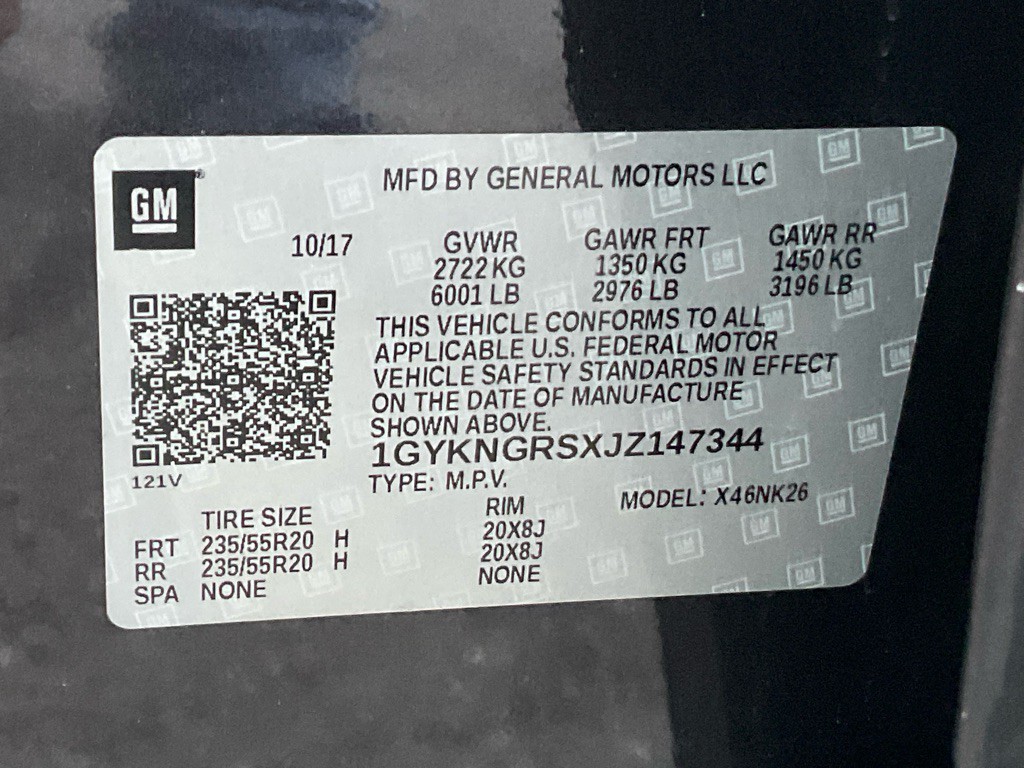 GM
MFD BY GENERAL MOTORS LLC
10/17 GVWR GAWR FRT GAWR RR
2722 KG 1350 KG 1450 KG
6001 LB 2976 LB 3196 LB
THIS VEHICLE CONFORMS TO ALL
APPLICABLE U.S. FEDERAL MOTOR
VEHICLE SAFETY STANDARDS IN EFFECT
ON THE DATE OF MANUFACTURE
SHOWN ABOVE.
1GYKNGRSXJZ147344
121V
TYPE: M.P.V. MODEL: X46NK26
TIRE SIZE RIM
FRT 235/55R20 H 20X8J
RR 235/55R20 H 20X8J
SPA NONE NONE